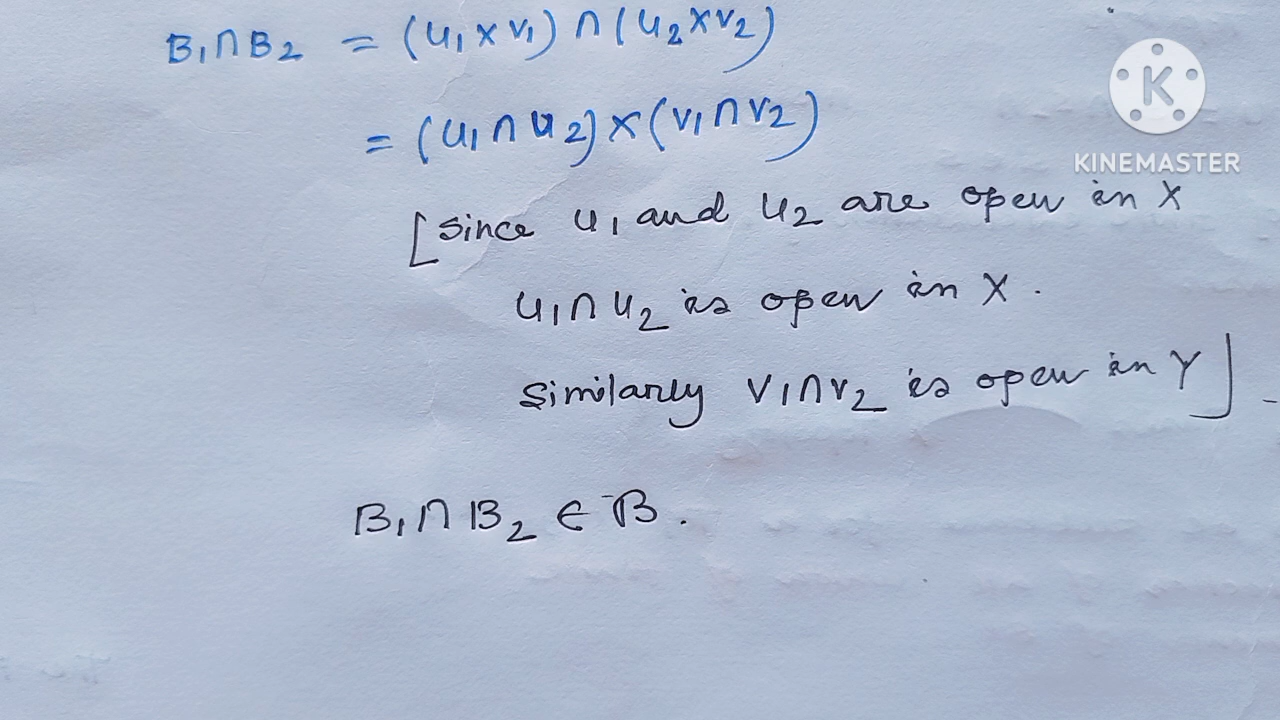 B₁∩B₂ = (U₁×V₁)∩(U₂×V₂)
= (U₁∩U₂)×(V₁∩V₂)
[Since U₁ and U₂ are open in X
U₁∩U₂ is open in X.
Similarly V₁∩V₂ is open in Y].
B₁∩B₂ ∈ B.
K
KINEMASTER